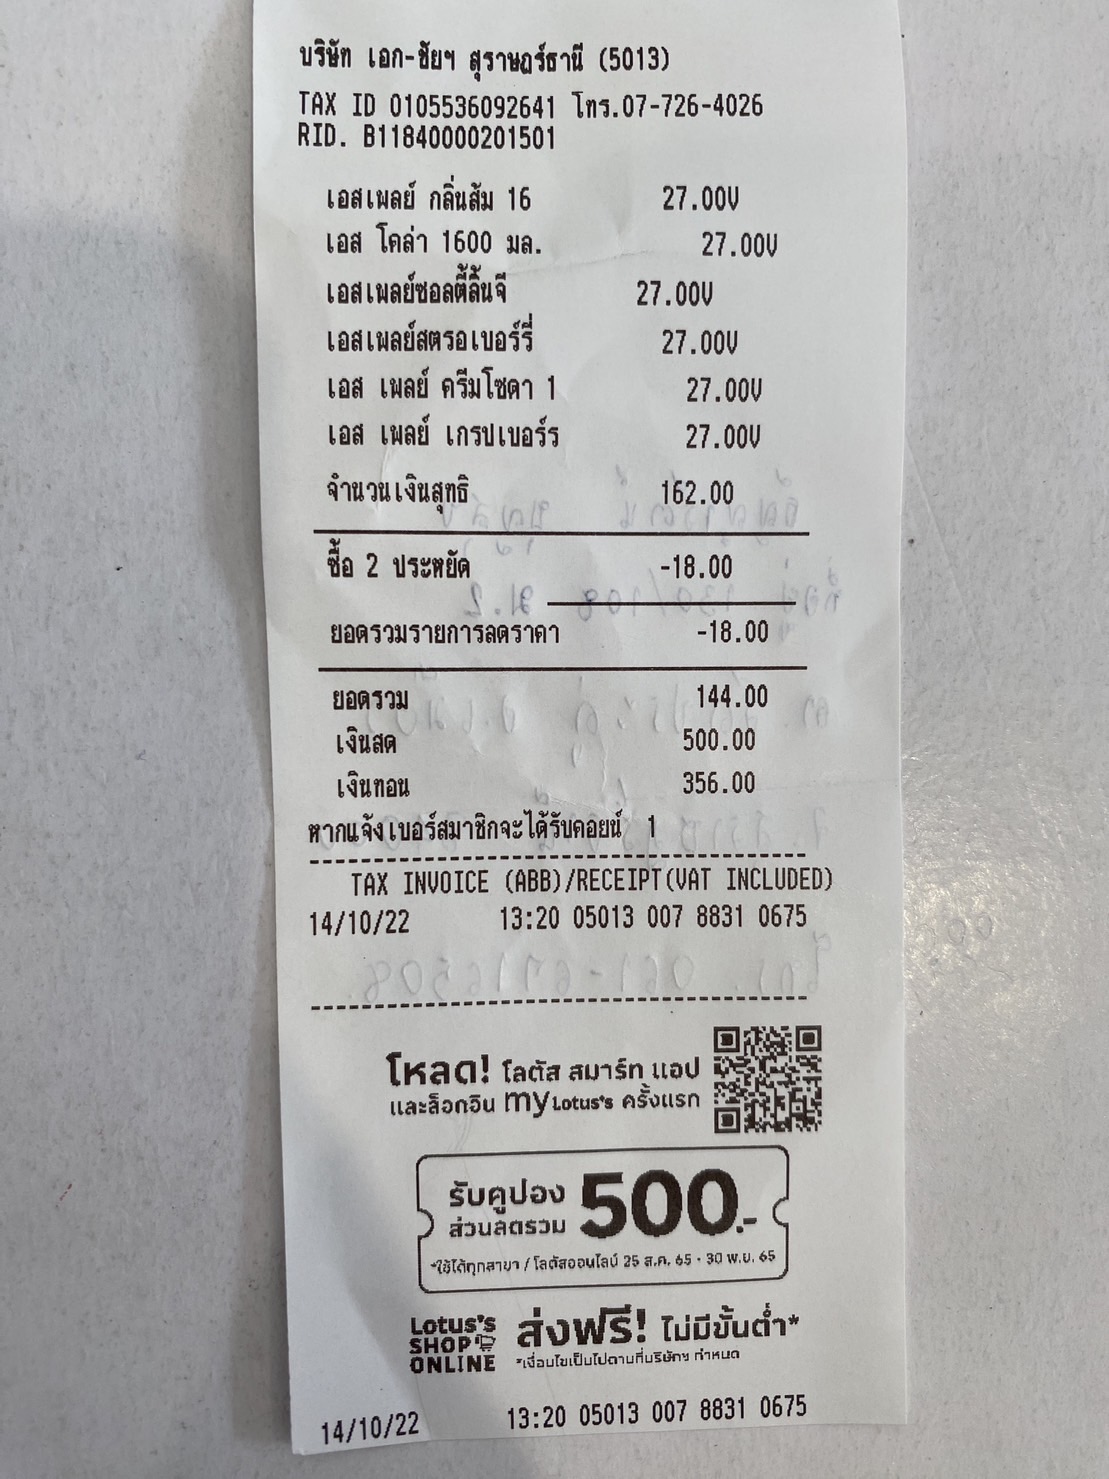 บริษัท เอก-ชัยฯ สุราษฎร์ธานี (5013)
TAX ID 0105536092641 โทร.07-726-4026
RID. B11840000201501
เอสเพลย์ กลิ่นส้ม 16 27.00V
เอส โคล่า 1600 มล. 27.00V
เอสเพลย์ซอลตี้ลิ้นจี 27.00V
เอสเพลย์สตรอเบอร์รี่ 27.00V
เอส เพลย์ ครีมโซดา 1 27.00V
เอส เพลย์ เกรปเบอร์ร 27.00V
จำนวนเงินสุทธิ 162.00
ซื้อ 2 ประหยัด -18.00
ยอดรวมรายการลดราคา -18.00
ยอดรวม 144.00
เงินสด 500.00
เงินทอน 356.00
หากแจ้งเบอร์สมาชิกจะได้รับคอยน์ 1
TAX INVOICE (ABB)/RECEIPT(VAT INCLUDED)
14/10/22 13:20 05013 007 8831 0675
โหลด! โลตัส สมาร์ท แอป
และล็อกอิน my Lotus's ครั้งแรก
รับคูปอง
ส่วนลดรวม 500.-
*ใช้ได้ทุกสาขา / โลตัสออนไลน์ 25 ส.ค. 65 - 30 พ.ย. 65
Lotus's
SHOP
ONLINE
ส่งฟรี! ไม่มีขั้นต่ำ*
*เงื่อนไขเป็นไปตามที่บริษัทฯ กำหนด
14/10/22 13:20 05013 007 8831 0675